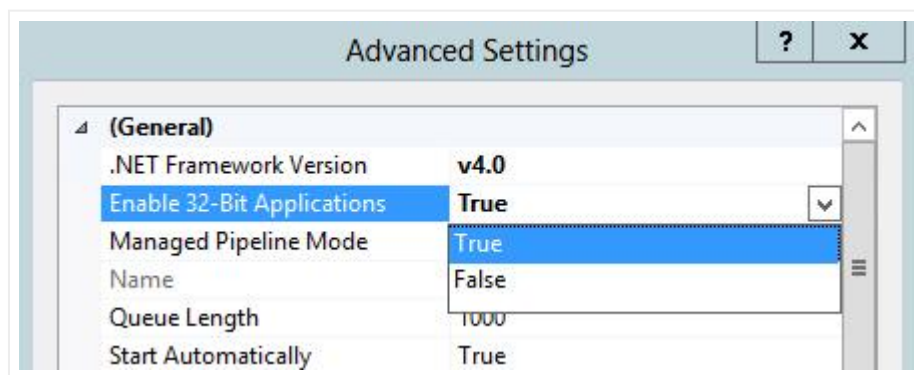 Advanced Settings
?
x
(General)
.NET Framework Version v4.0
Enable 32-Bit Applications True
Managed Pipeline Mode True
Name False
Queue Length 1000
Start Automatically True